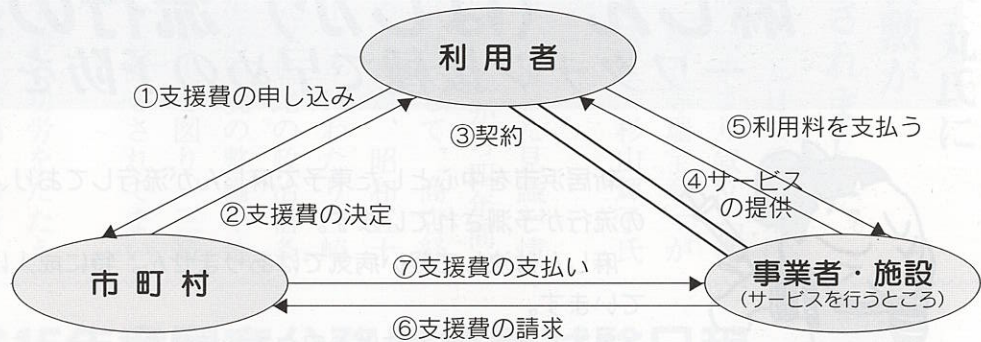 利用者
①支援費の申し込み
②支援費の決定
③契約
④サービス
の提供
⑤利用料を支払う
市町村
事業者・施設
(サービスを行うところ)
⑦支援費の支払い
⑥支援費の請求